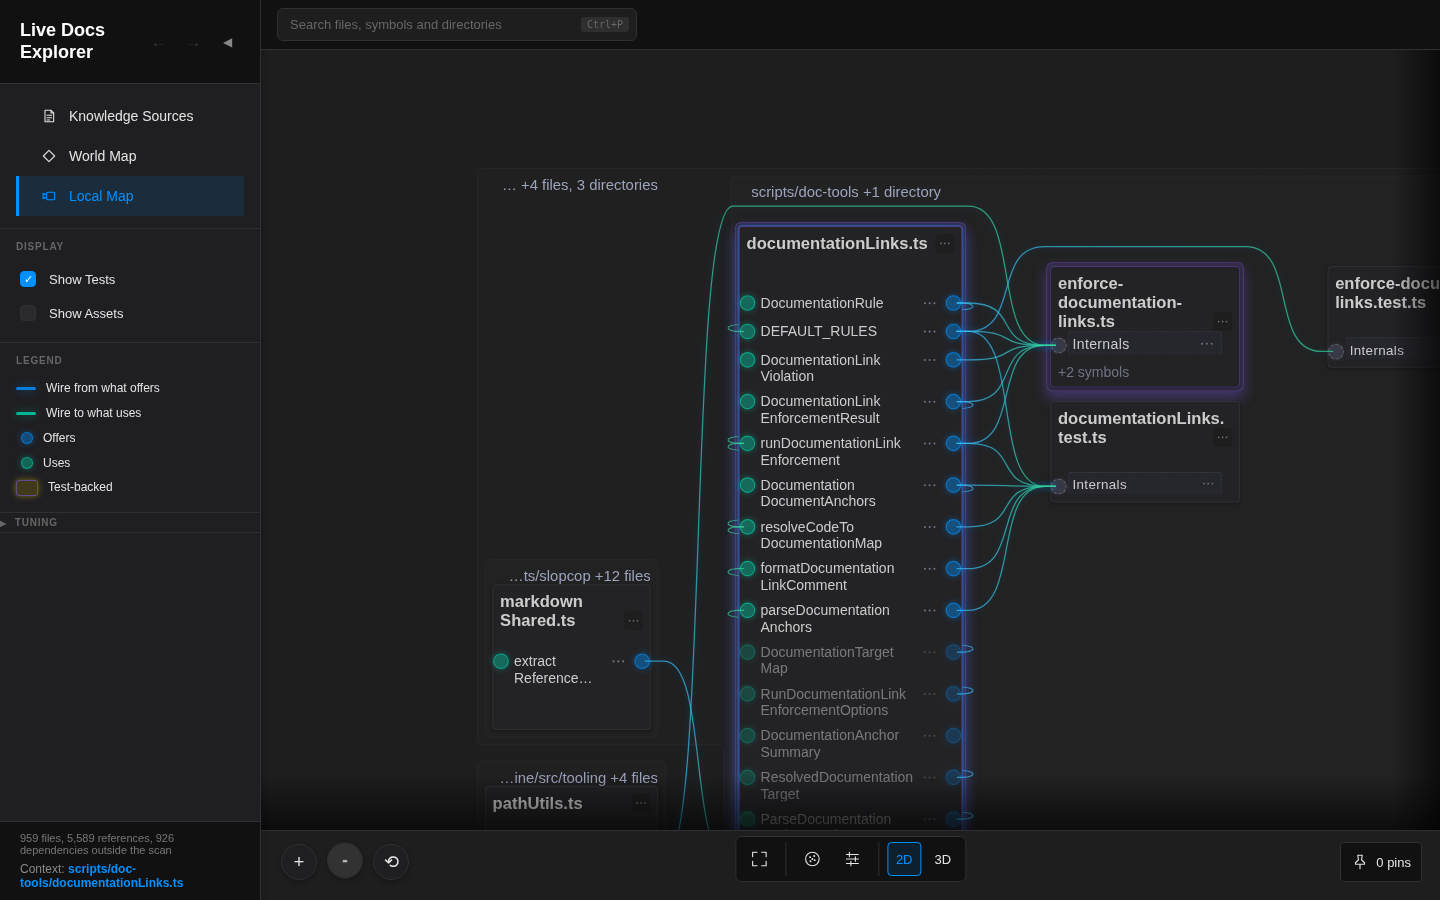 Live Docs
Explorer
Search files, symbols and directories
Ctrl+P
Knowledge Sources
World Map
Local Map
DISPLAY
Show Tests
Show Assets
LEGEND
Wire from what offers
Wire to what uses
Offers
Uses
Test-backed
TUNING
959 files, 5,589 references, 926
dependencies outside the scan
Context: scripts/doc-
tools/documentationLinks.ts
… +4 files, 3 directories
scripts/doc-tools +1 directory
documentationLinks.ts
DocumentationRule
DEFAULT_RULES
DocumentationLink
Violation
DocumentationLink
EnforcementResult
runDocumentationLink
Enforcement
Documentation
DocumentAnchors
resolveCodeTo
DocumentationMap
formatDocumentation
LinkComment
parseDocumentation
Anchors
DocumentationTarget
Map
RunDocumentationLink
EnforcementOptions
DocumentationAnchor
Summary
ResolvedDocumentation
Target
ParseDocumentation
enforce-
documentation-
links.ts
Internals
+2 symbols
documentationLinks.
test.ts
Internals
enforce-docu
links.test.ts
Internals
…ts/slopcop +12 files
markdown
Shared.ts
extract
Reference…
…ine/src/tooling +4 files
pathUtils.ts
+
-
⟲
2D
3D
0 pins